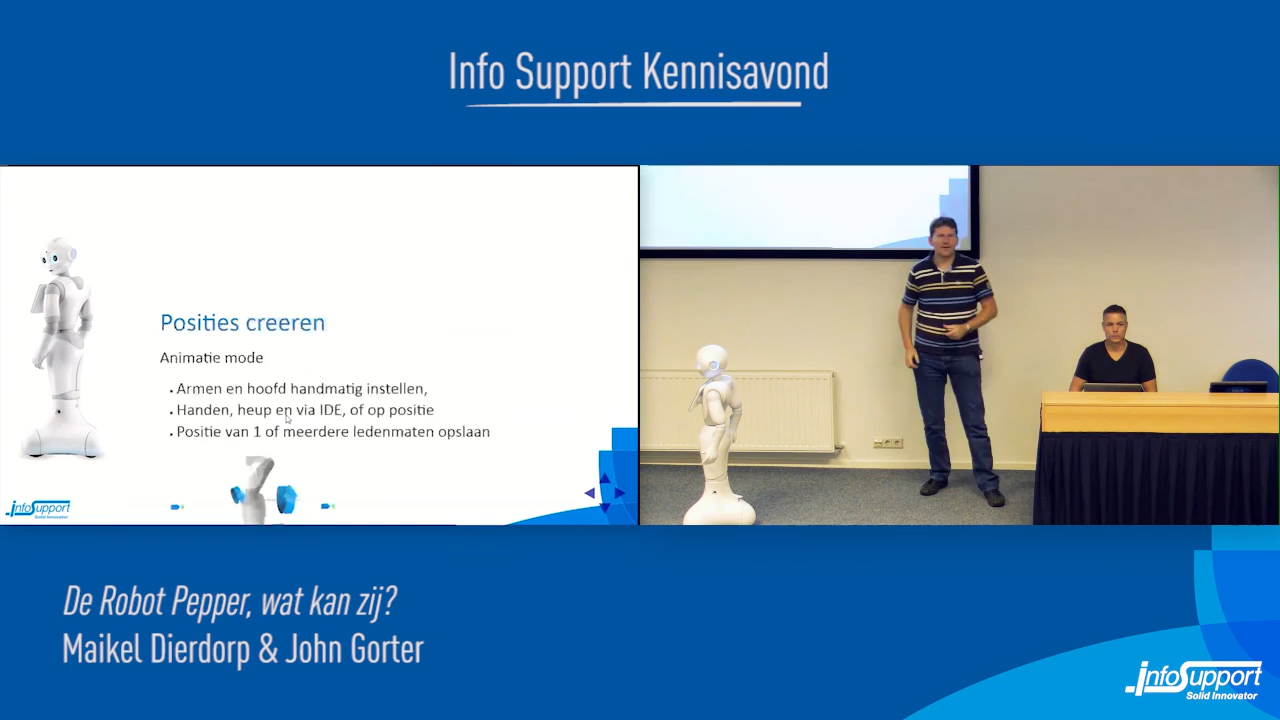 Info Support Kennisavond
Posities creeren
Animatie mode
• Armen en hoofd handmatig instellen,
• Handen, heup en via IDE, of op positie
• Positie van 1 of meerdere ledenmaten opslaan
infoSupport
Solid Innovator
De Robot Pepper, wat kan zij?
Maikel Dierdorp & John Gorter
infoSupport
Solid Innovator